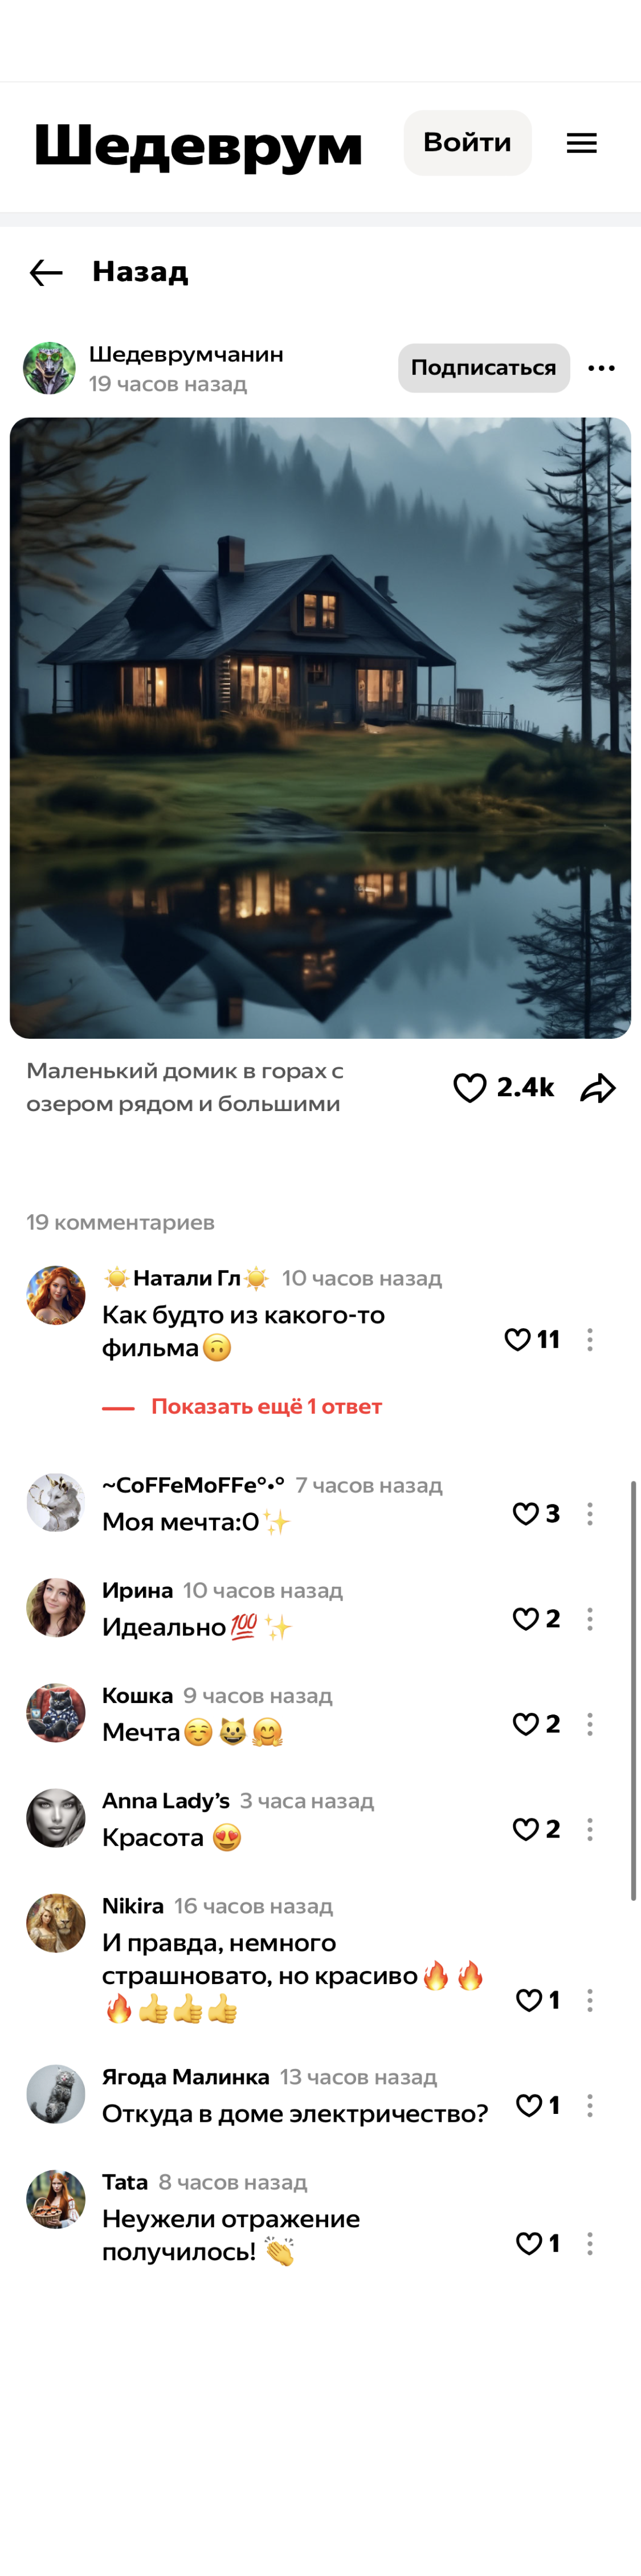 Шедеврум
Войти
Назад
Шедеврумчанин
19 часов назад
Подписаться
Маленький домик в горах с
озером рядом и большими
2.4k
19 комментариев
☀️Натали Гл☀️ 10 часов назад
Как будто из какого-то
фильма🙃
11
Показать ещё 1 ответ
~CoFFeMoFFe°•° 7 часов назад
Моя мечта:0✨
3
Ирина 10 часов назад
Идеально💯✨
2
Кошка 9 часов назад
Мечта☺️😺🤗
2
Anna Lady’s 3 часа назад
Красота 😍
2
Nikira 16 часов назад
И правда, немного
страшновато, но красиво🔥🔥
🔥👍👍👍
1
Ягода Малинка 13 часов назад
Откуда в доме электричество?
1
Tata 8 часов назад
Неужели отражение
получилось! 👏
1